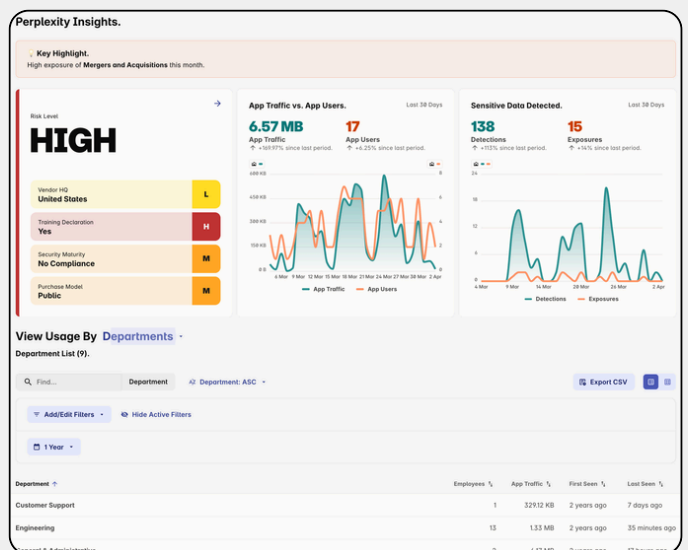 Perplexity Insights.
Key Highlight.
High exposure of Mergers and Acquisitions this month.
Risk Level
HIGH
Vendor HQ
United States
L
Training Declaration
Yes
H
Security Maturity
No Compliance
M
Purchase Model
Public
M
App Traffic vs. App Users.
Last 30 Days
6.57 MB
App Traffic
+169.97% since last period.
17
App Users
+6.25% since last period.
600 KB
450 KB
300 KB
150 KB
0 B
8
6
4
2
0
6 Mar 9 Mar 12 Mar 15 Mar 18 Mar 21 Mar 24 Mar 27 Mar 30 Mar 2 Apr
App Traffic
App Users
Sensitive Data Detected.
Last 30 Days
138
Detections
+113% since last period.
15
Exposures
+14% since last period.
24
18
12
6
0
4 Mar 9 Mar 14 Mar 28 Mar 26 Mar 2 Apr
Detections
Exposures
View Usage By Departments
Department List (9).
Find...
Department
Department: ASC
Export CSV
Add/Edit Filters
Hide Active Filters
1 Year
Department Employees App Traffic First Seen Last Seen
Customer Support 1 329.12 KB 2 years ago 7 days ago
Engineering 13 1.33 MB 2 years ago 35 minutes ago